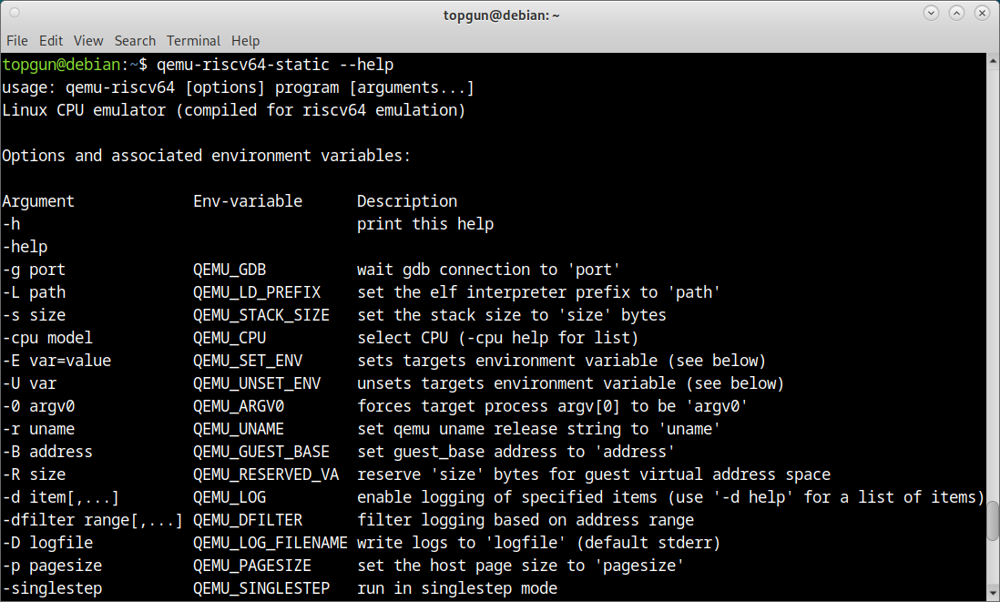 topgun@debian: ~
File Edit View Search Terminal Help
topgun@debian:~$ qemu-riscv64-static --help
usage: qemu-riscv64 [options] program [arguments...]
Linux CPU emulator (compiled for riscv64 emulation)
Options and associated environment variables:
Argument Env-variable Description
-h print this help
-help
-g port QEMU_GDB wait gdb connection to 'port'
-L path QEMU_LD_PREFIX set the elf interpreter prefix to 'path'
-s size QEMU_STACK_SIZE set the stack size to 'size' bytes
-cpu model QEMU_CPU select CPU (-cpu help for list)
-E var=value QEMU_SET_ENV sets targets environment variable (see below)
-U var QEMU_UNSET_ENV unsets targets environment variable (see below)
-0 argv0 QEMU_ARGV0 forces target process argv[0] to be 'argv0'
-r uname QEMU_UNAME set qemu uname release string to 'uname'
-B address QEMU_GUEST_BASE set guest_base address to 'address'
-R size QEMU_RESERVED_VA reserve 'size' bytes for guest virtual address space
-d item[,...] QEMU_LOG enable logging of specified items (use '-d help' for a list of items)
-dfilter range[,...] QEMU_DFILTER filter logging based on address range
-D logfile QEMU_LOG_FILENAME write logs to 'logfile' (default stderr)
-p pagesize QEMU_PAGESIZE set the host page size to 'pagesize'
-singlestep QEMU_SINGLESTEP run in singlestep mode